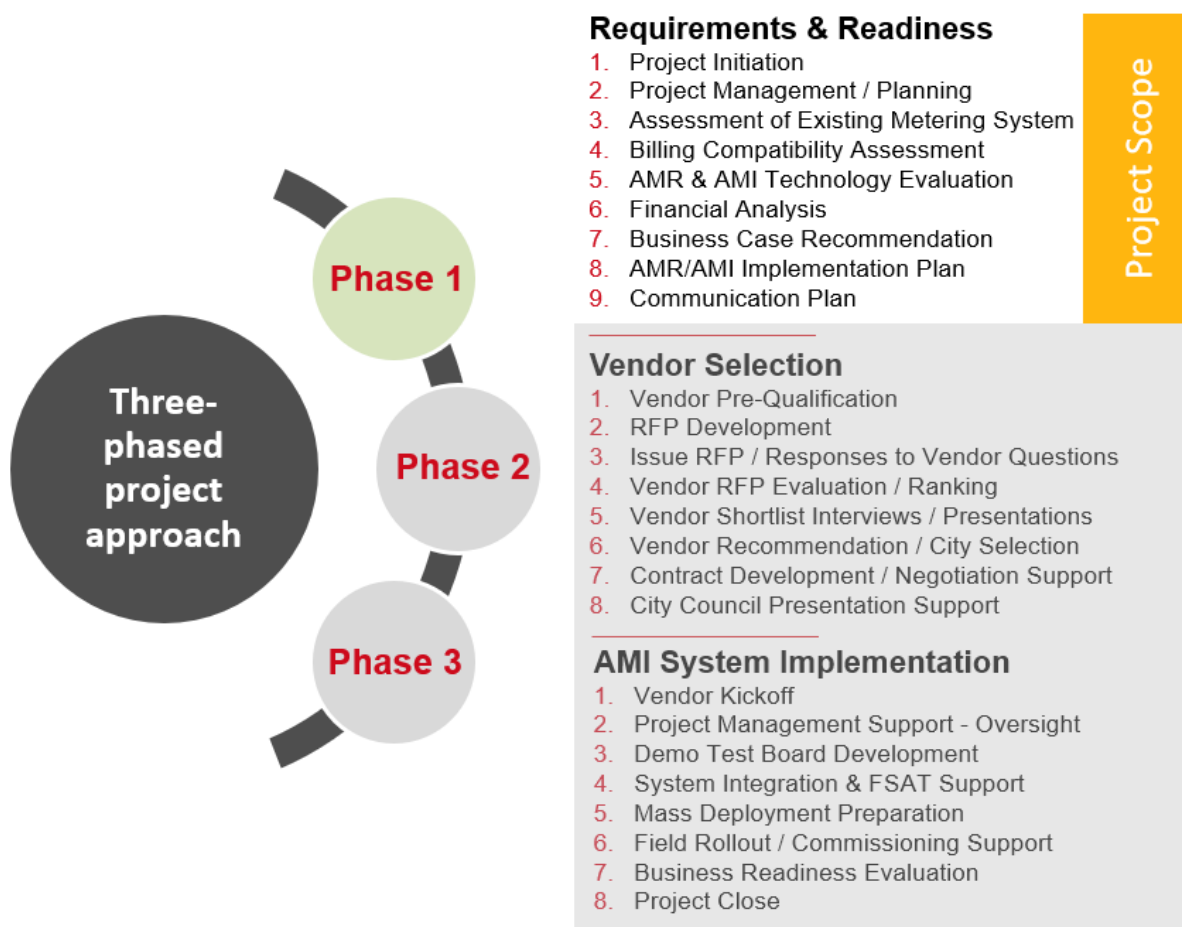 Three-
phased
project
approach
Phase 1
Phase 2
Phase 3
Requirements & Readiness
1. Project Initiation
2. Project Management / Planning
3. Assessment of Existing Metering System
4. Billing Compatibility Assessment
5. AMR & AMI Technology Evaluation
6. Financial Analysis
7. Business Case Recommendation
8. AMR/AMI Implementation Plan
9. Communication Plan
Project Scope
Vendor Selection
1. Vendor Pre-Qualification
2. RFP Development
3. Issue RFP / Responses to Vendor Questions
4. Vendor RFP Evaluation / Ranking
5. Vendor Shortlist Interviews / Presentations
6. Vendor Recommendation / City Selection
7. Contract Development / Negotiation Support
8. City Council Presentation Support
AMI System Implementation
1. Vendor Kickoff
2. Project Management Support - Oversight
3. Demo Test Board Development
4. System Integration & FSAT Support
5. Mass Deployment Preparation
6. Field Rollout / Commissioning Support
7. Business Readiness Evaluation
8. Project Close